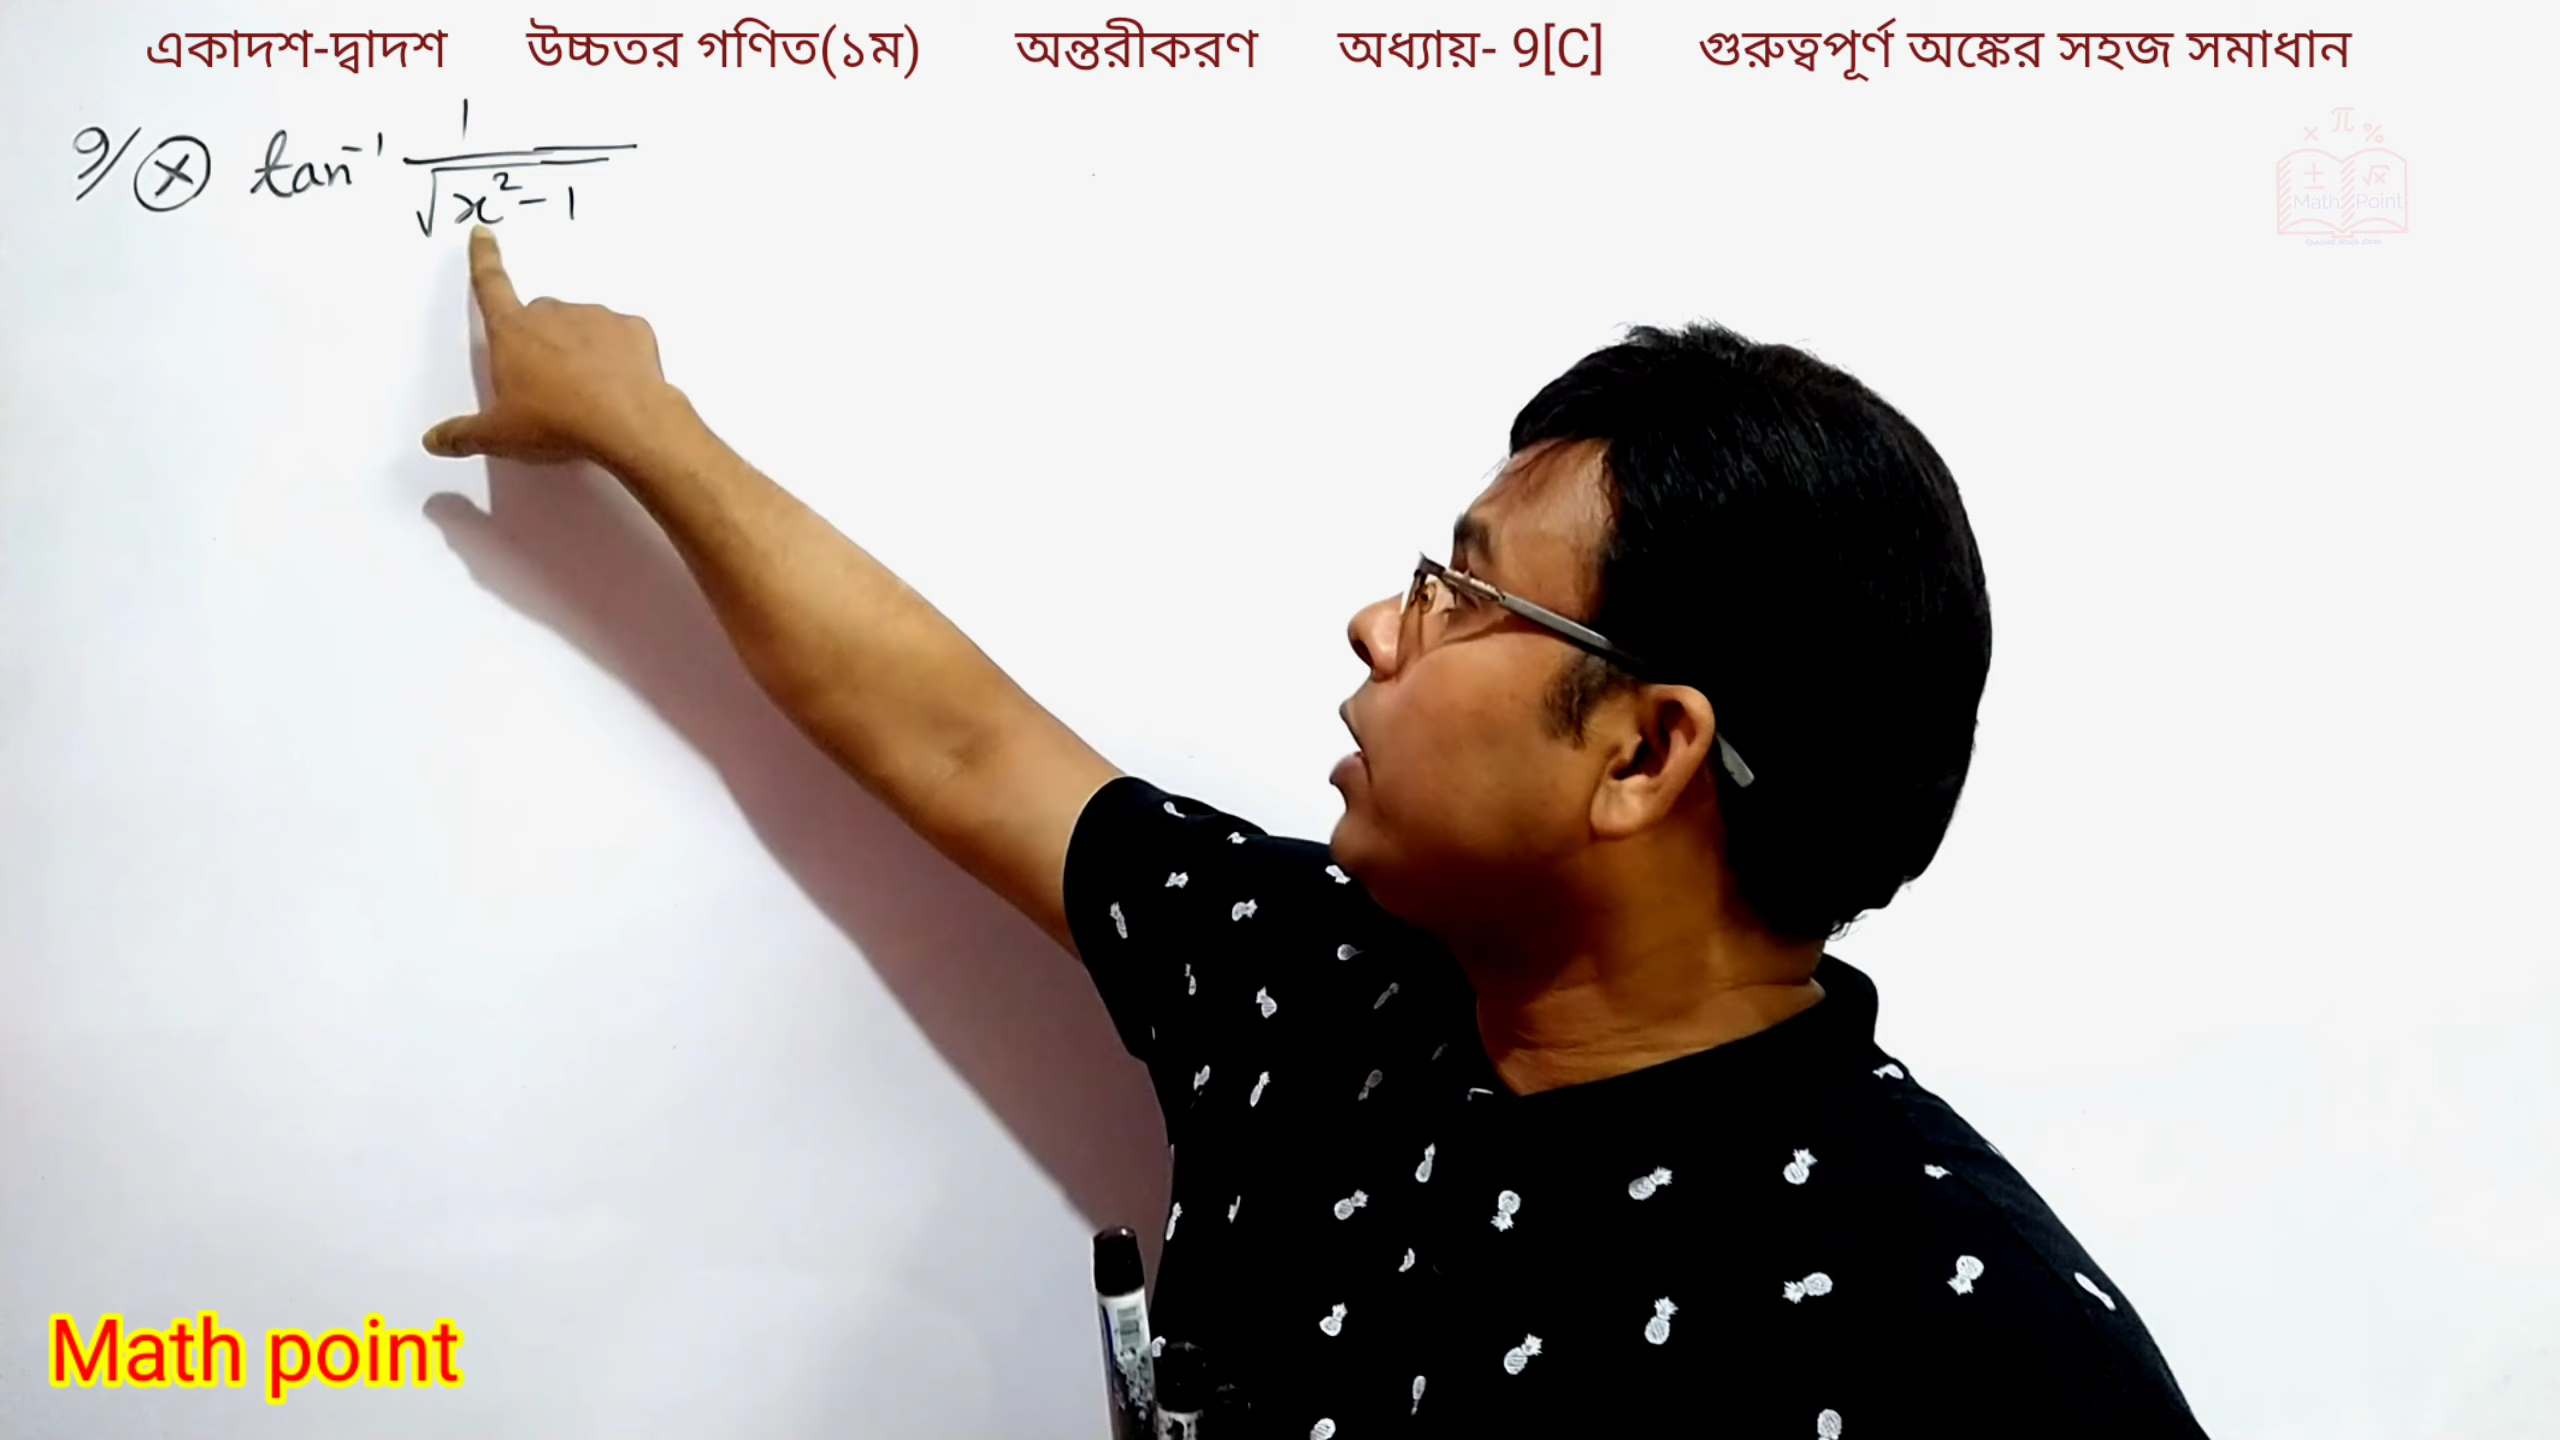 একাদশ-দ্বাদশ উচ্চতর গণিত(১ম) অন্তরীকরণ অধ্যায়- 9[C] গুরুত্বপূর্ণ অঙ্কের সহজ সমাধান
9/ ⓧ tan⁻¹ 1/√(x²-1)
π × % ± √x
Math Point
Math point